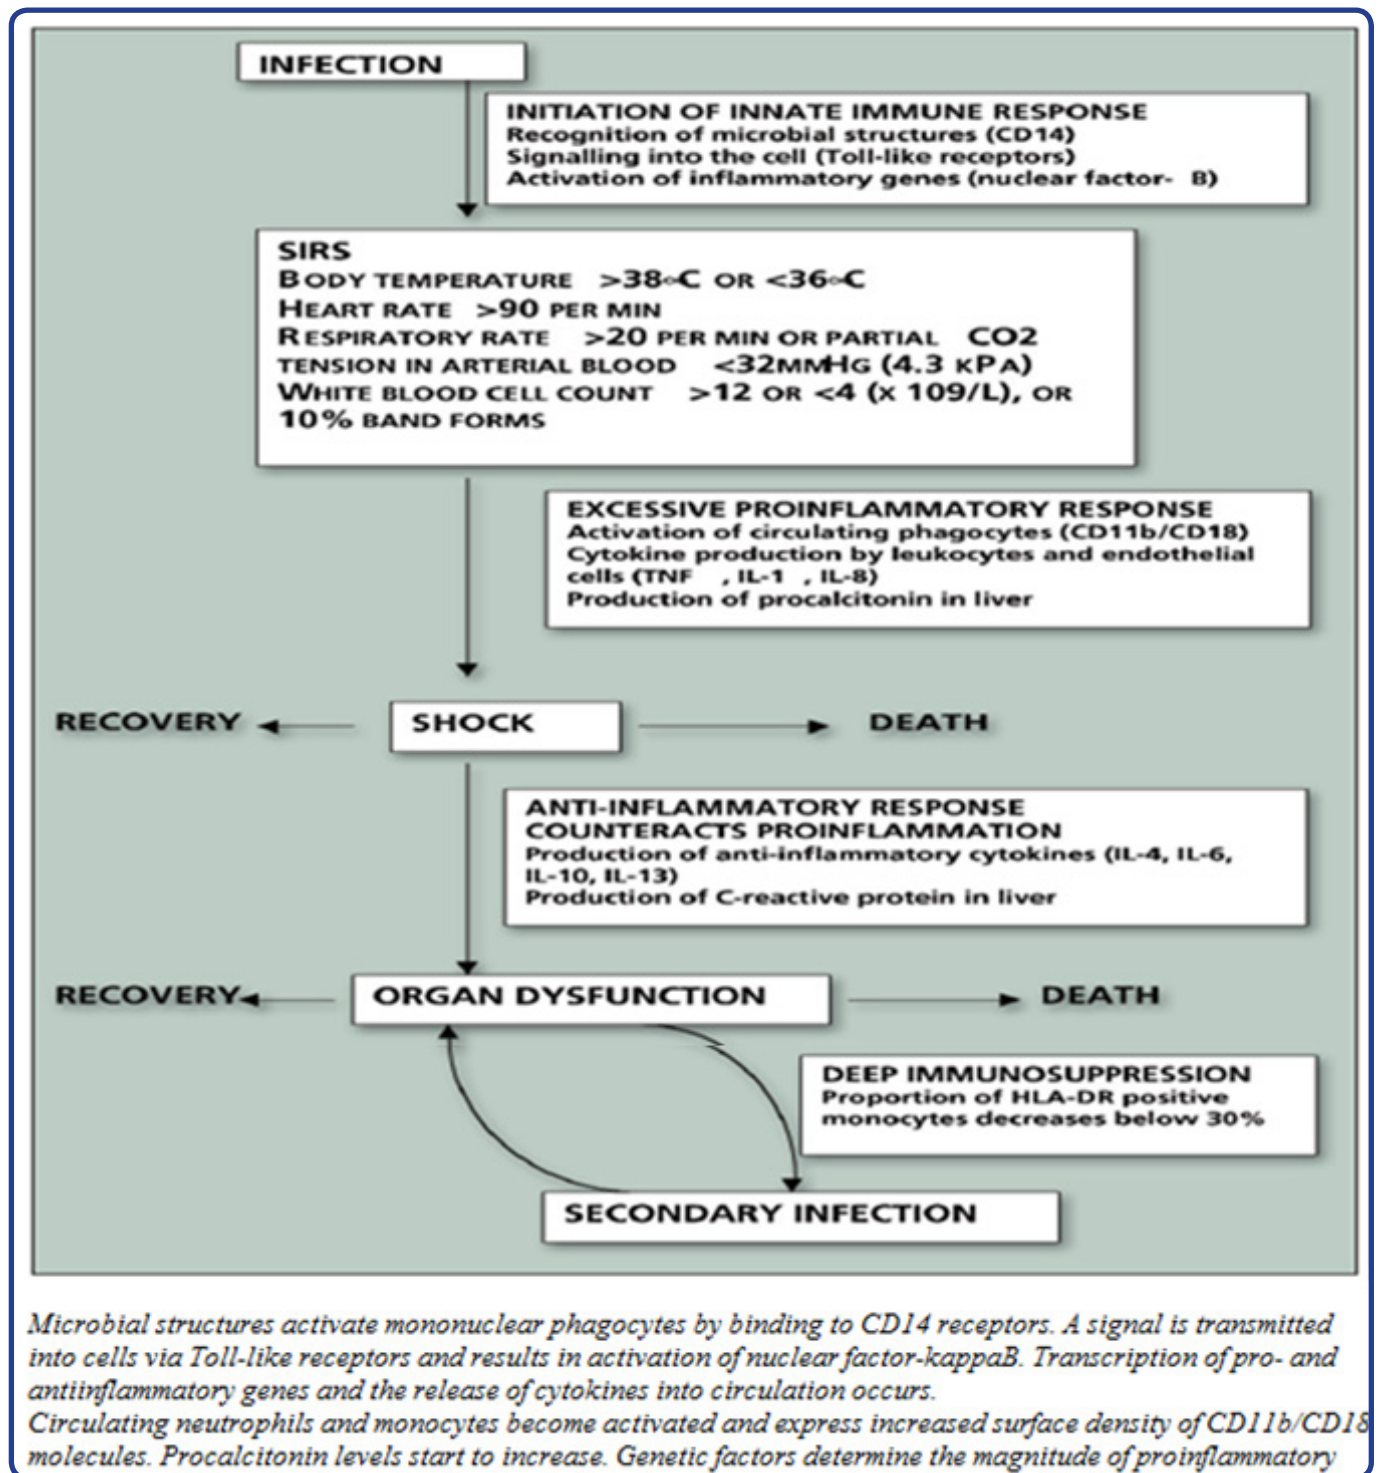 INFECTION
INITIATION OF INNATE IMMUNE RESPONSE
Recognition of microbial structures (CD14)
Signalling into the cell (Toll-like receptors)
Activation of inflammatory genes (nuclear factor- B)
SIRS
BODY TEMPERATURE >38◦C OR <36◦C
HEART RATE >90 PER MIN
RESPIRATORY RATE >20 PER MIN OR PARTIAL CO2
TENSION IN ARTERIAL BLOOD <32MMHG (4.3 KPA)
WHITE BLOOD CELL COUNT >12 OR <4 (X 109/L), OR
10% BAND FORMS
EXCESSIVE PROINFLAMMATORY RESPONSE
Activation of circulating phagocytes (CD11b/CD18)
Cytokine production by leukocytes and endothelial
cells (TNF , IL-1 , IL-8)
Production of procalcitonin in liver
RECOVERY SHOCK DEATH
ANTI-INFLAMMATORY RESPONSE
COUNTERACTS PROINFLAMMATION
Production of anti-inflammatory cytokines (IL-4, IL-6,
IL-10, IL-13)
Production of C-reactive protein in liver
RECOVERY ORGAN DYSFUNCTION DEATH
DEEP IMMUNOSUPPRESSION
Proportion of HLA-DR positive
monocytes decreases below 30%
SECONDARY INFECTION
Microbial structures activate mononuclear phagocytes by binding to CD14 receptors. A signal is transmitted
into cells via Toll-like receptors and results in activation of nuclear factor-kappaB. Transcription of pro- and
antiinflammatory genes and the release of cytokines into circulation occurs.
Circulating neutrophils and monocytes become activated and express increased surface density of CD11b/CD18
molecules. Procalcitonin levels start to increase. Genetic factors determine the magnitude of proinflammatory